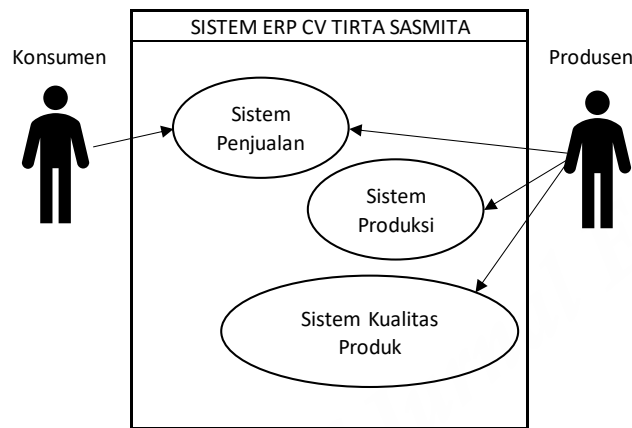 SISTEM ERP CV TIRTA SASMITA
Konsumen
Produsen
Sistem
Penjualan
Sistem
Produksi
Sistem Kualitas
Produk